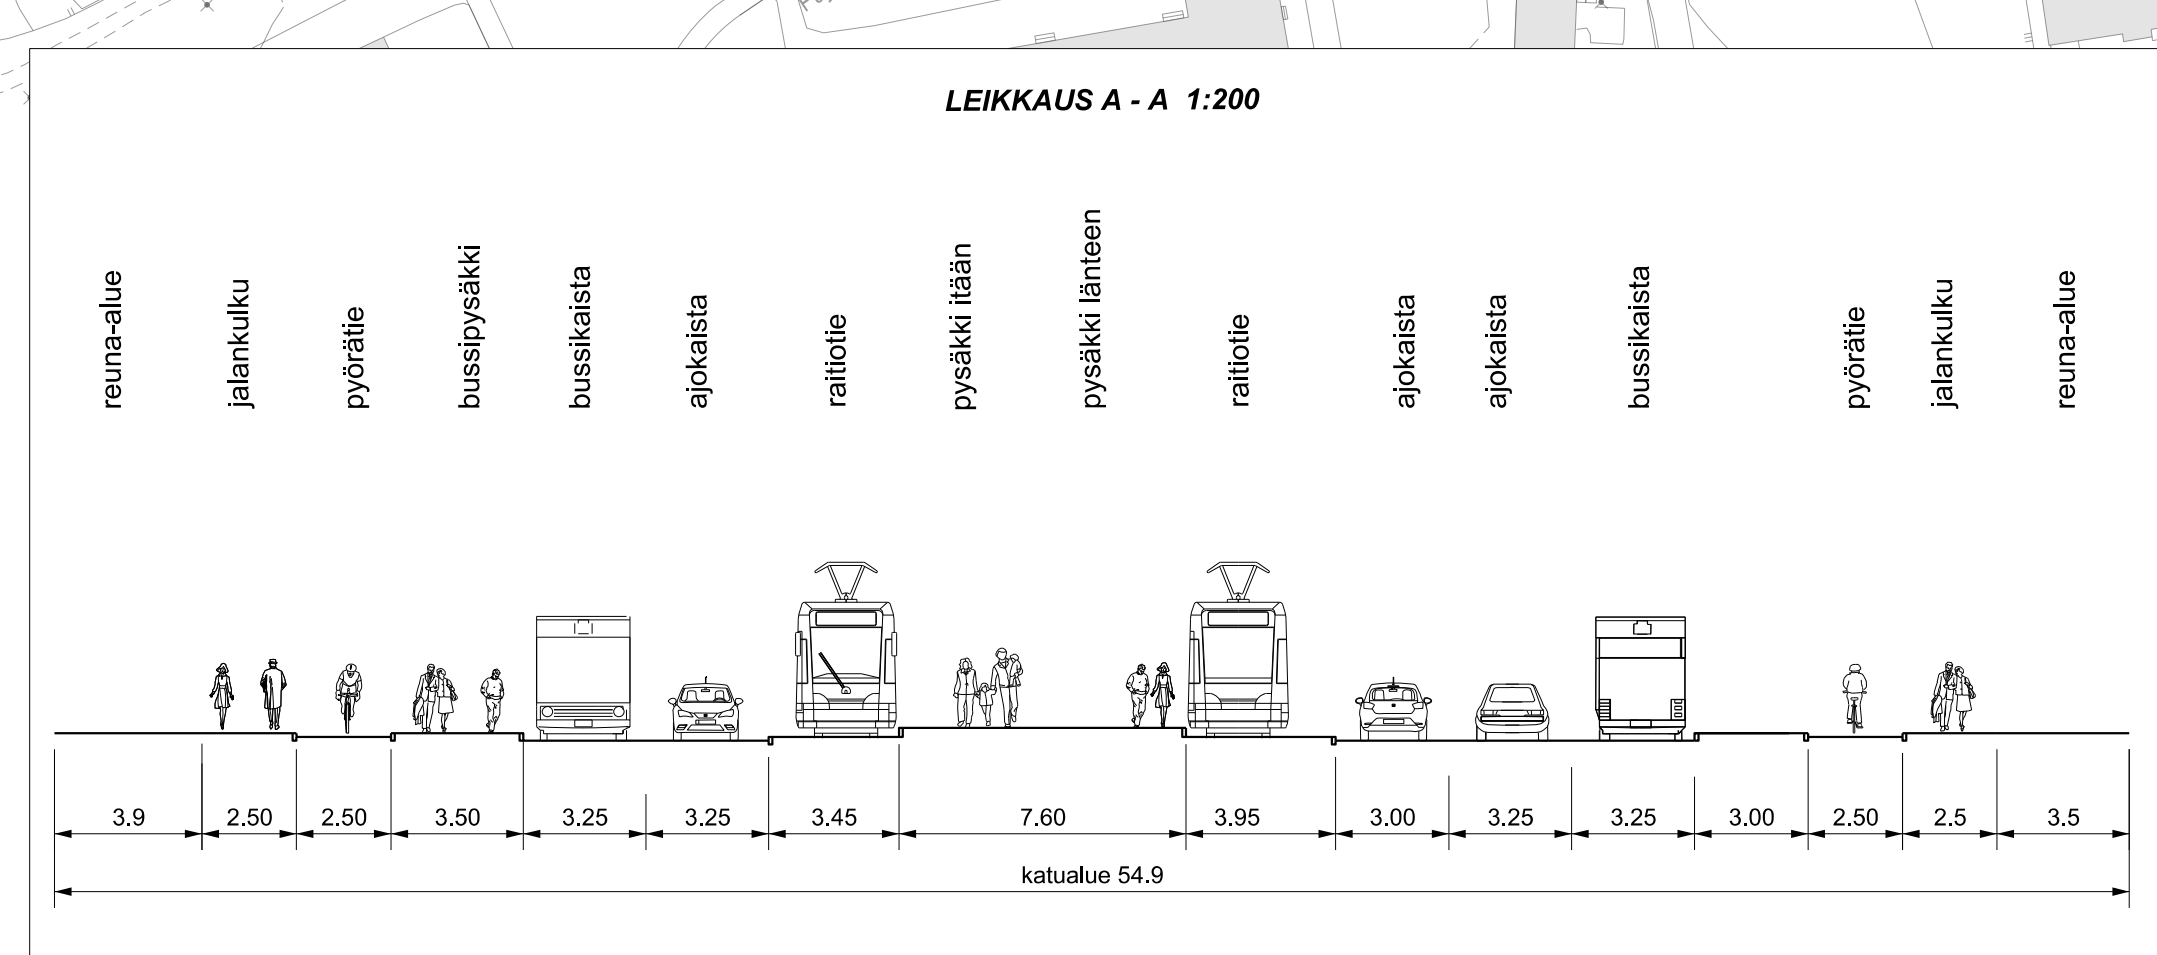 LEIKKAUS A - A 1:200
reuna-alue
jalankulku
pyörätie
bussipysäkki
bussikaista
ajokaista
raitiotie
pysäkki itään
pysäkki länteen
raitiotie
ajokaista
ajokaista
bussikaista
pyörätie
jalankulku
reuna-alue
3.9 2.50 2.50 3.50 3.25 3.25 3.45 7.60 3.95 3.00 3.25 3.25 3.00 2.50 2.5 3.5
katualue 54.9